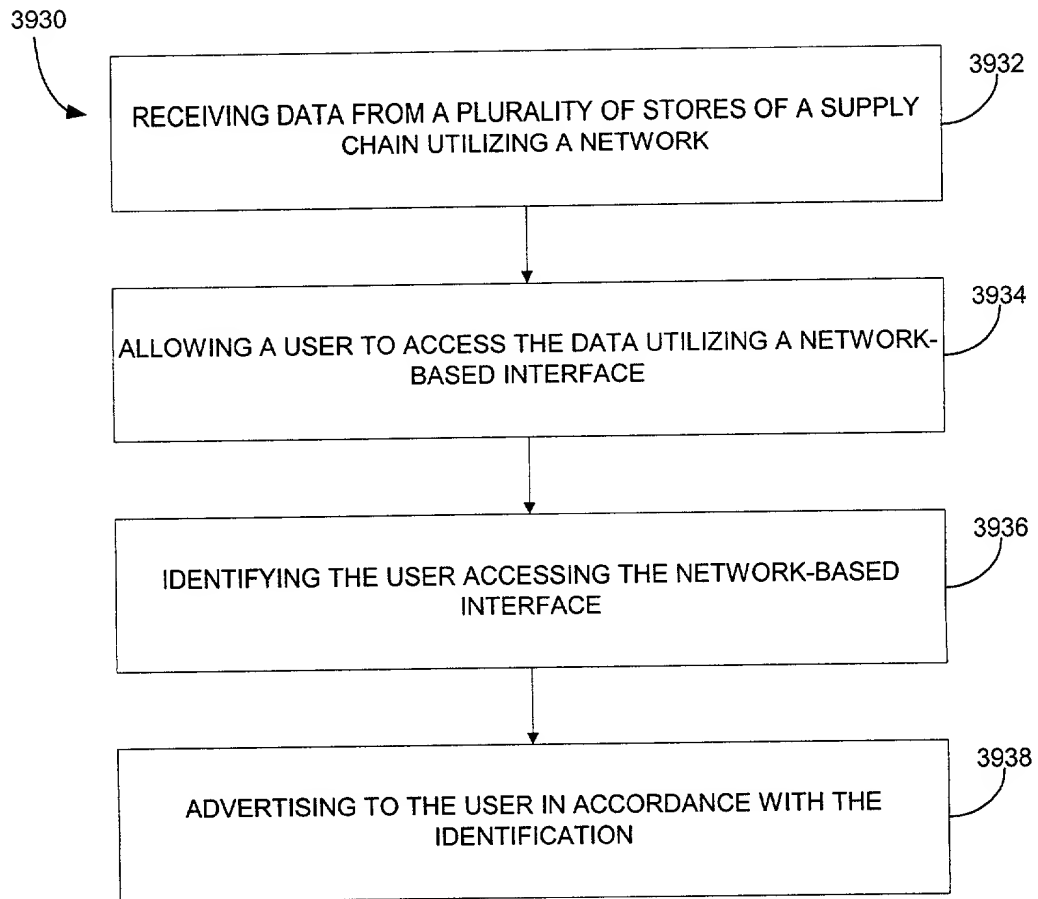 3930
3932
RECEIVING DATA FROM A PLURALITY OF STORES OF A SUPPLY
CHAIN UTILIZING A NETWORK
3934
ALLOWING A USER TO ACCESS THE DATA UTILIZING A NETWORK-
BASED INTERFACE
3936
IDENTIFYING THE USER ACCESSING THE NETWORK-BASED
INTERFACE
3938
ADVERTISING TO THE USER IN ACCORDANCE WITH THE
IDENTIFICATION